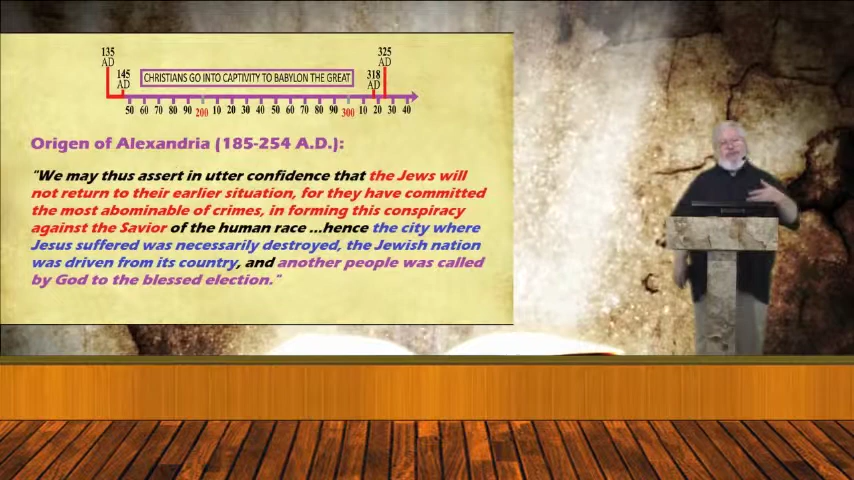 135 325
AD AD
145 CHRISTIANS GO INTO CAPTIVITY TO BABYLON THE GREAT 318
AD AD
50 60 70 80 90 200 10 20 30 40 50 60 70 80 90 300 10 20 30 40
Origen of Alexandria (185-254 A.D.):
"We may thus assert in utter confidence that the Jews will
not return to their earlier situation, for they have committed
the most abominable of crimes, in forming this conspiracy
against the Savior of the human race ...hence the city where
Jesus suffered was necessarily destroyed, the Jewish nation
was driven from its country, and another people was called
by God to the blessed election."